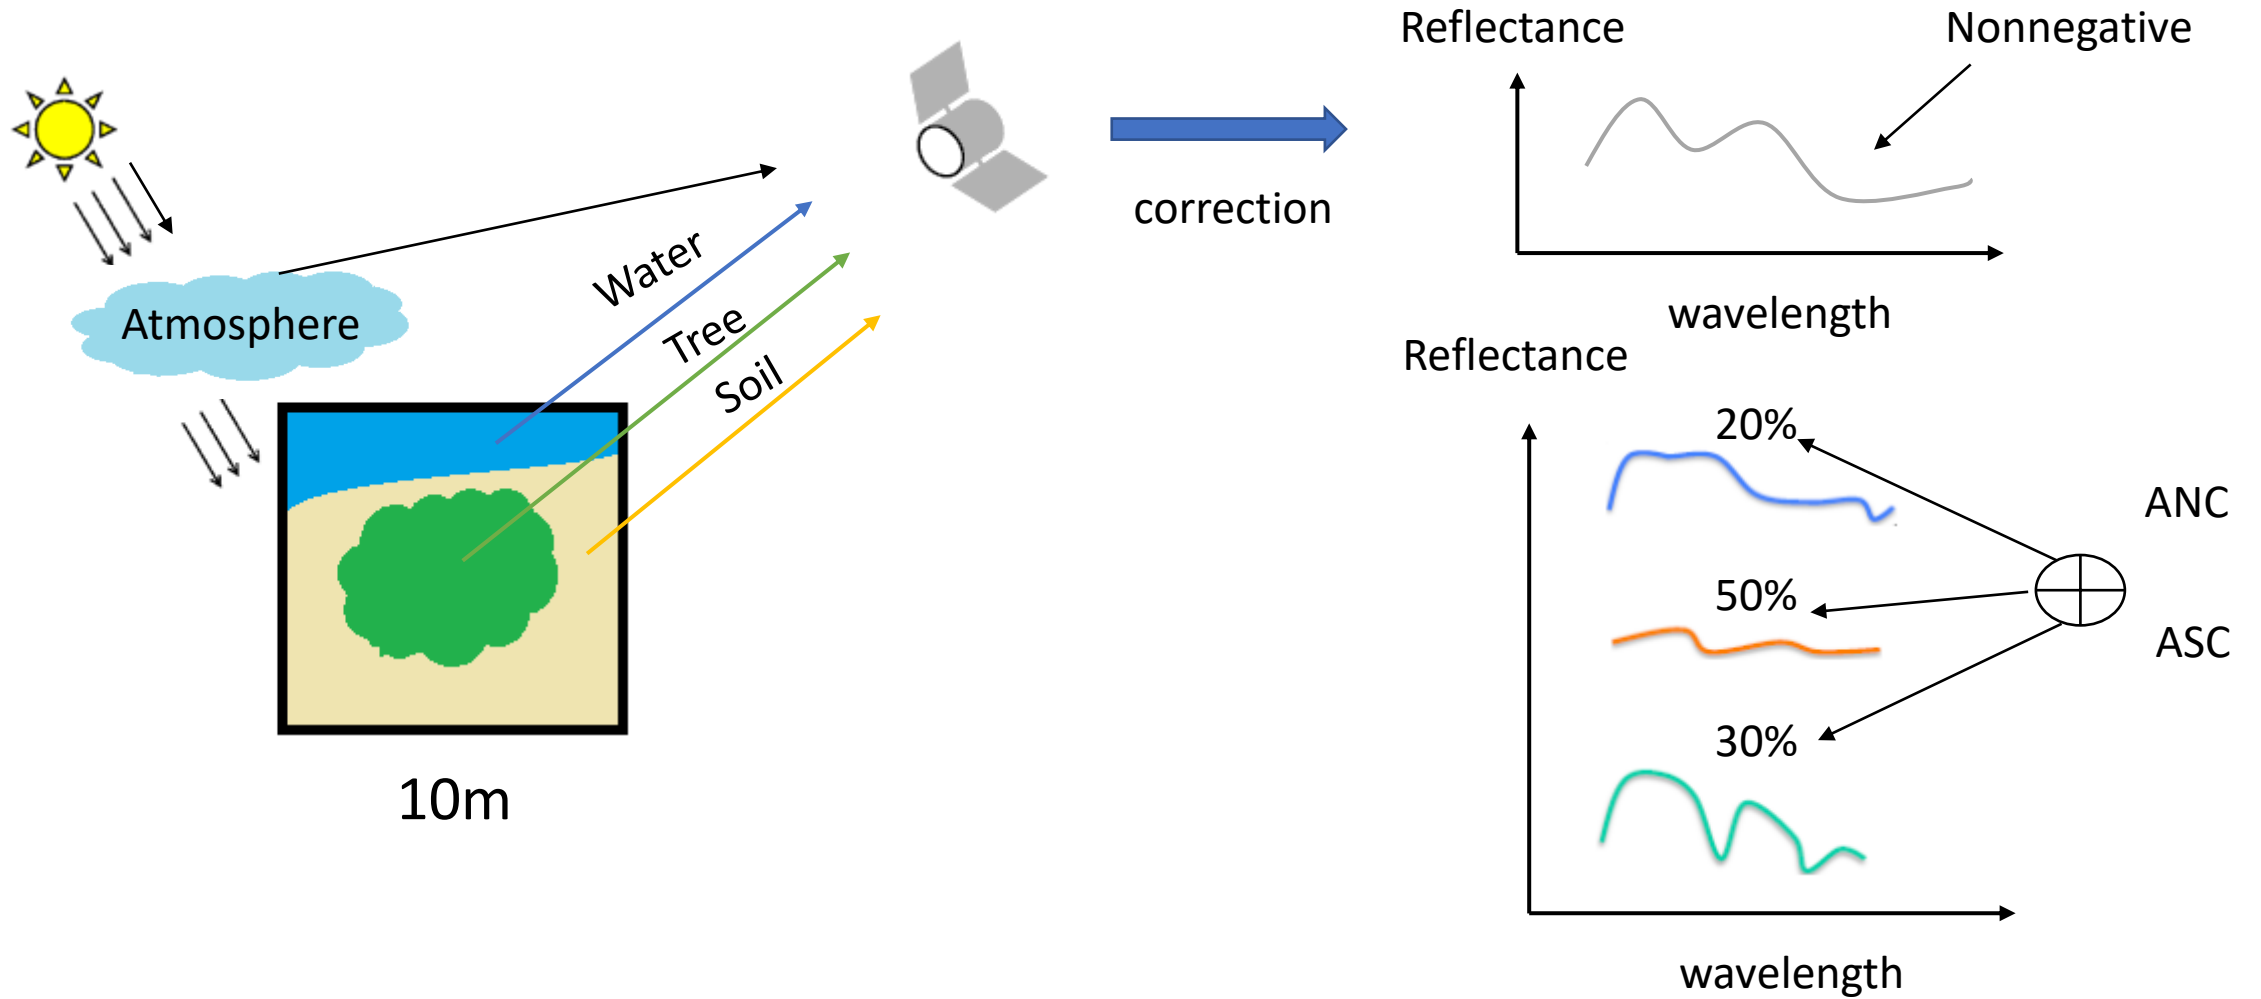 Reflectance
Nonnegative
Water
correction
Atmosphere
Tree
wavelength
Soil
Reflectance
20%
ANC
50%
ASC
30%
10m
wavelength